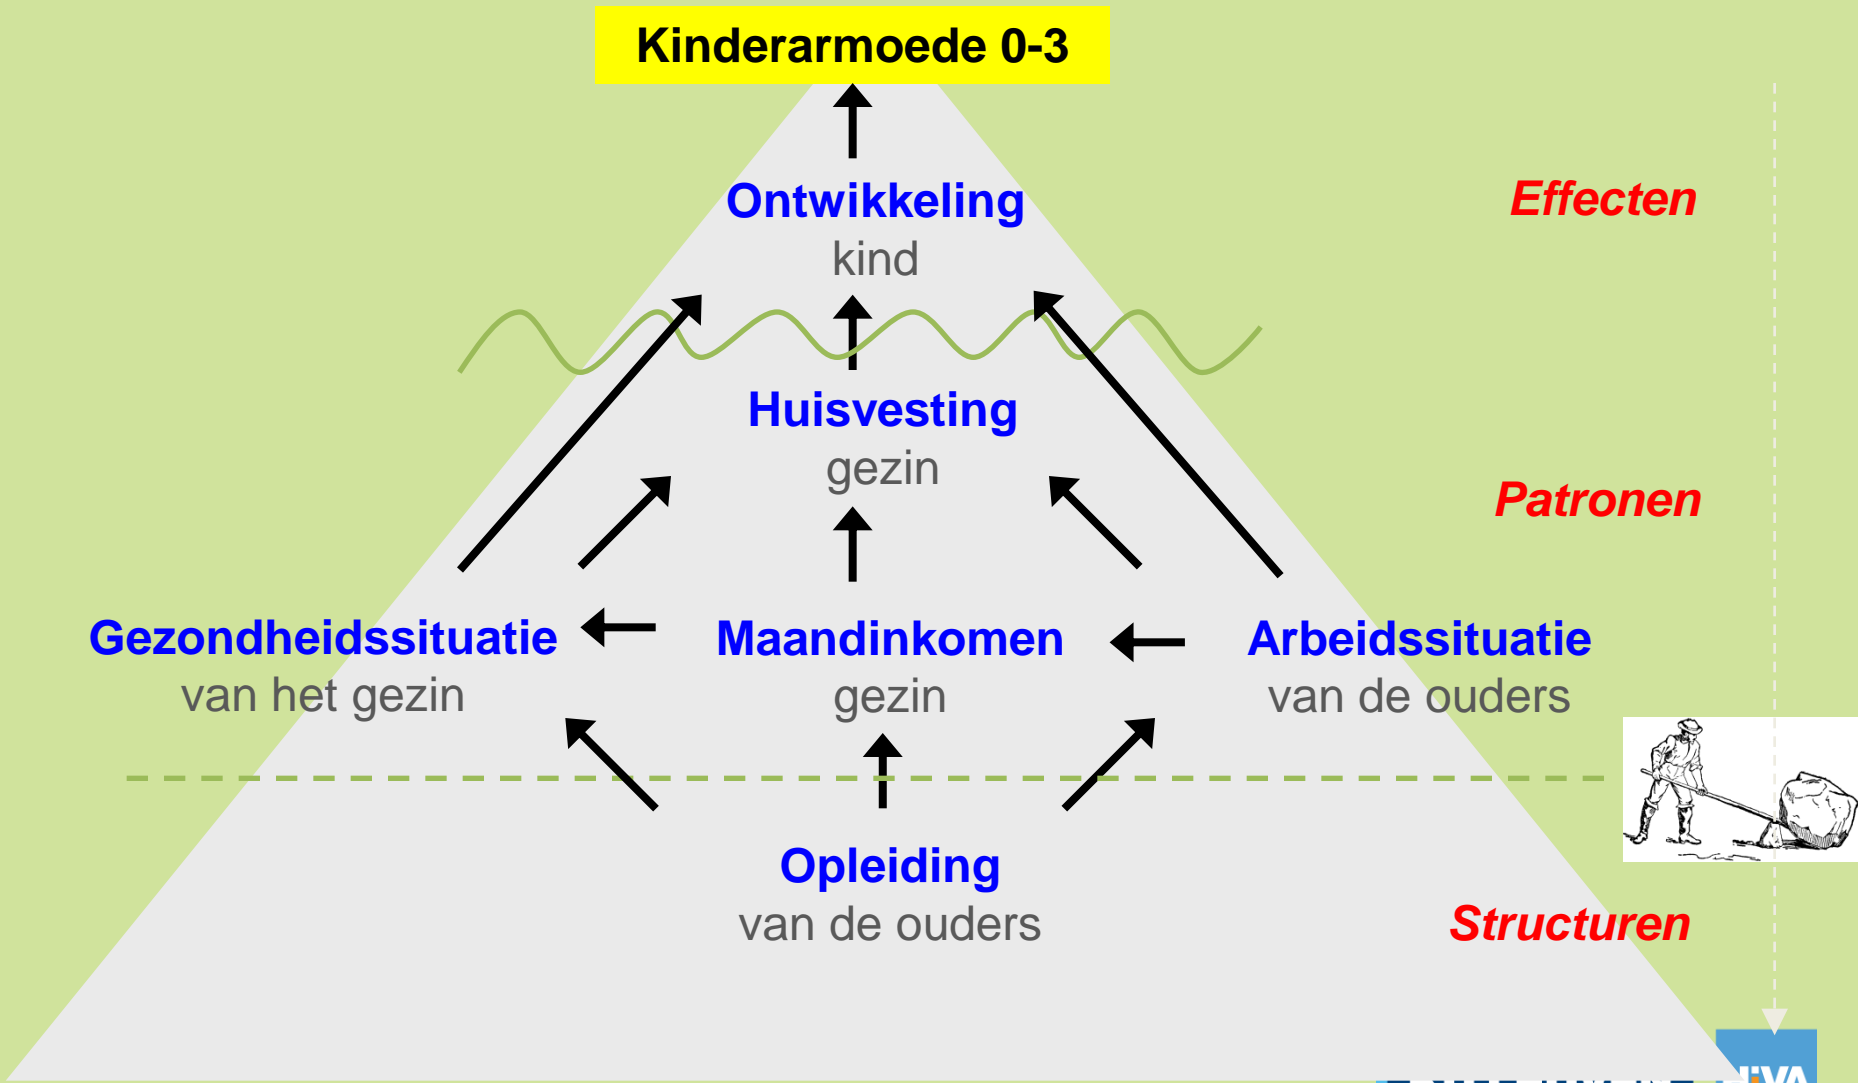 Kinderarmoede 0-3
Ontwikkeling
kind
Effecten
Huisvesting
gezin
Patronen
Gezondheidssituatie
van het gezin
Maandinkomen
gezin
Arbeidssituatie
van de ouders
Opleiding
van de ouders
Structuren